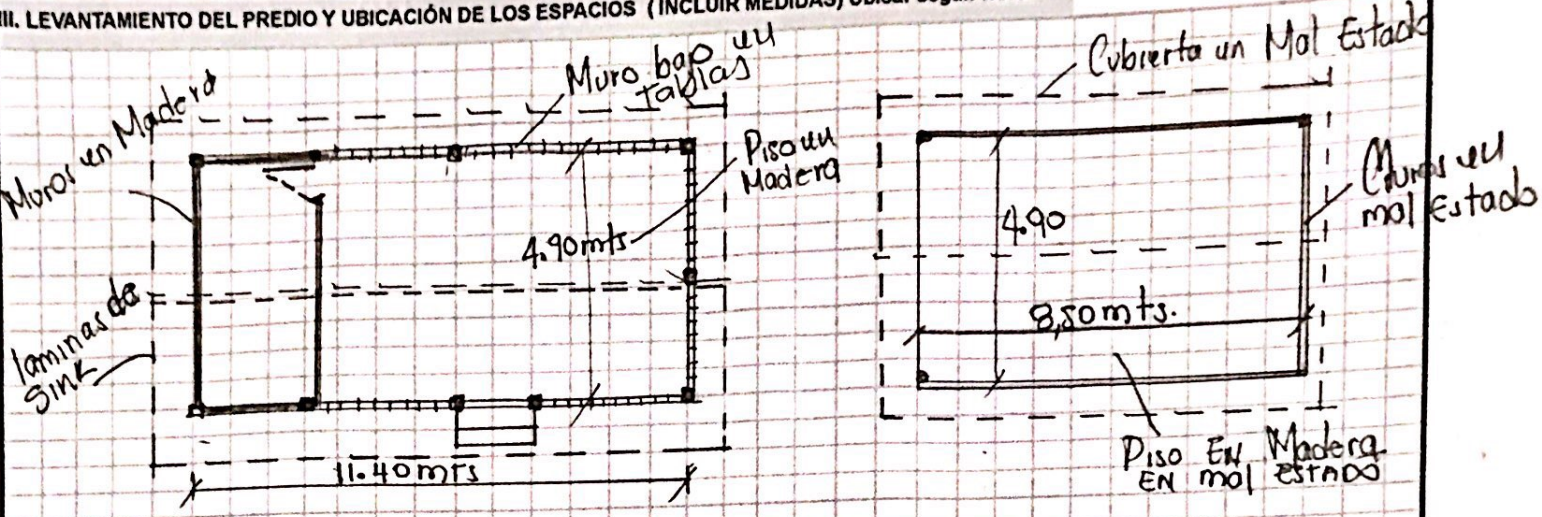 III. LEVANTAMIENTO DEL PREDIO Y UBICACIÓN DE LOS ESPACIOS (INCLUIR MEDIDAS)
Muros en Madera
Muro bajo en
tablas
Piso en
Madera
4.90mts
laminas de
Sink
11.40mts
Cubierta en Mal Estado
Muros en
mal Estado
4.90
8,50mts.
Piso EN Madera
EN mal ESTADO